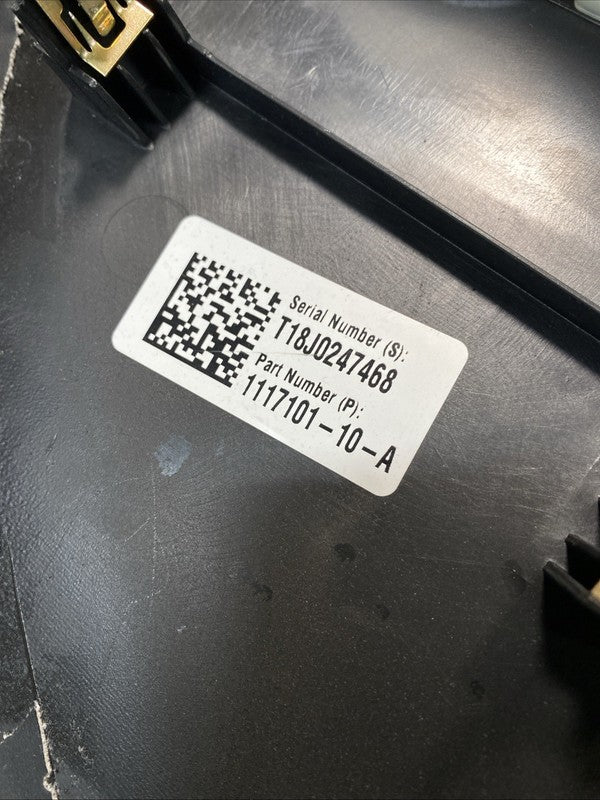 Serial Number (S):
T18J0247468
Part Number (P):
1117101-10-A